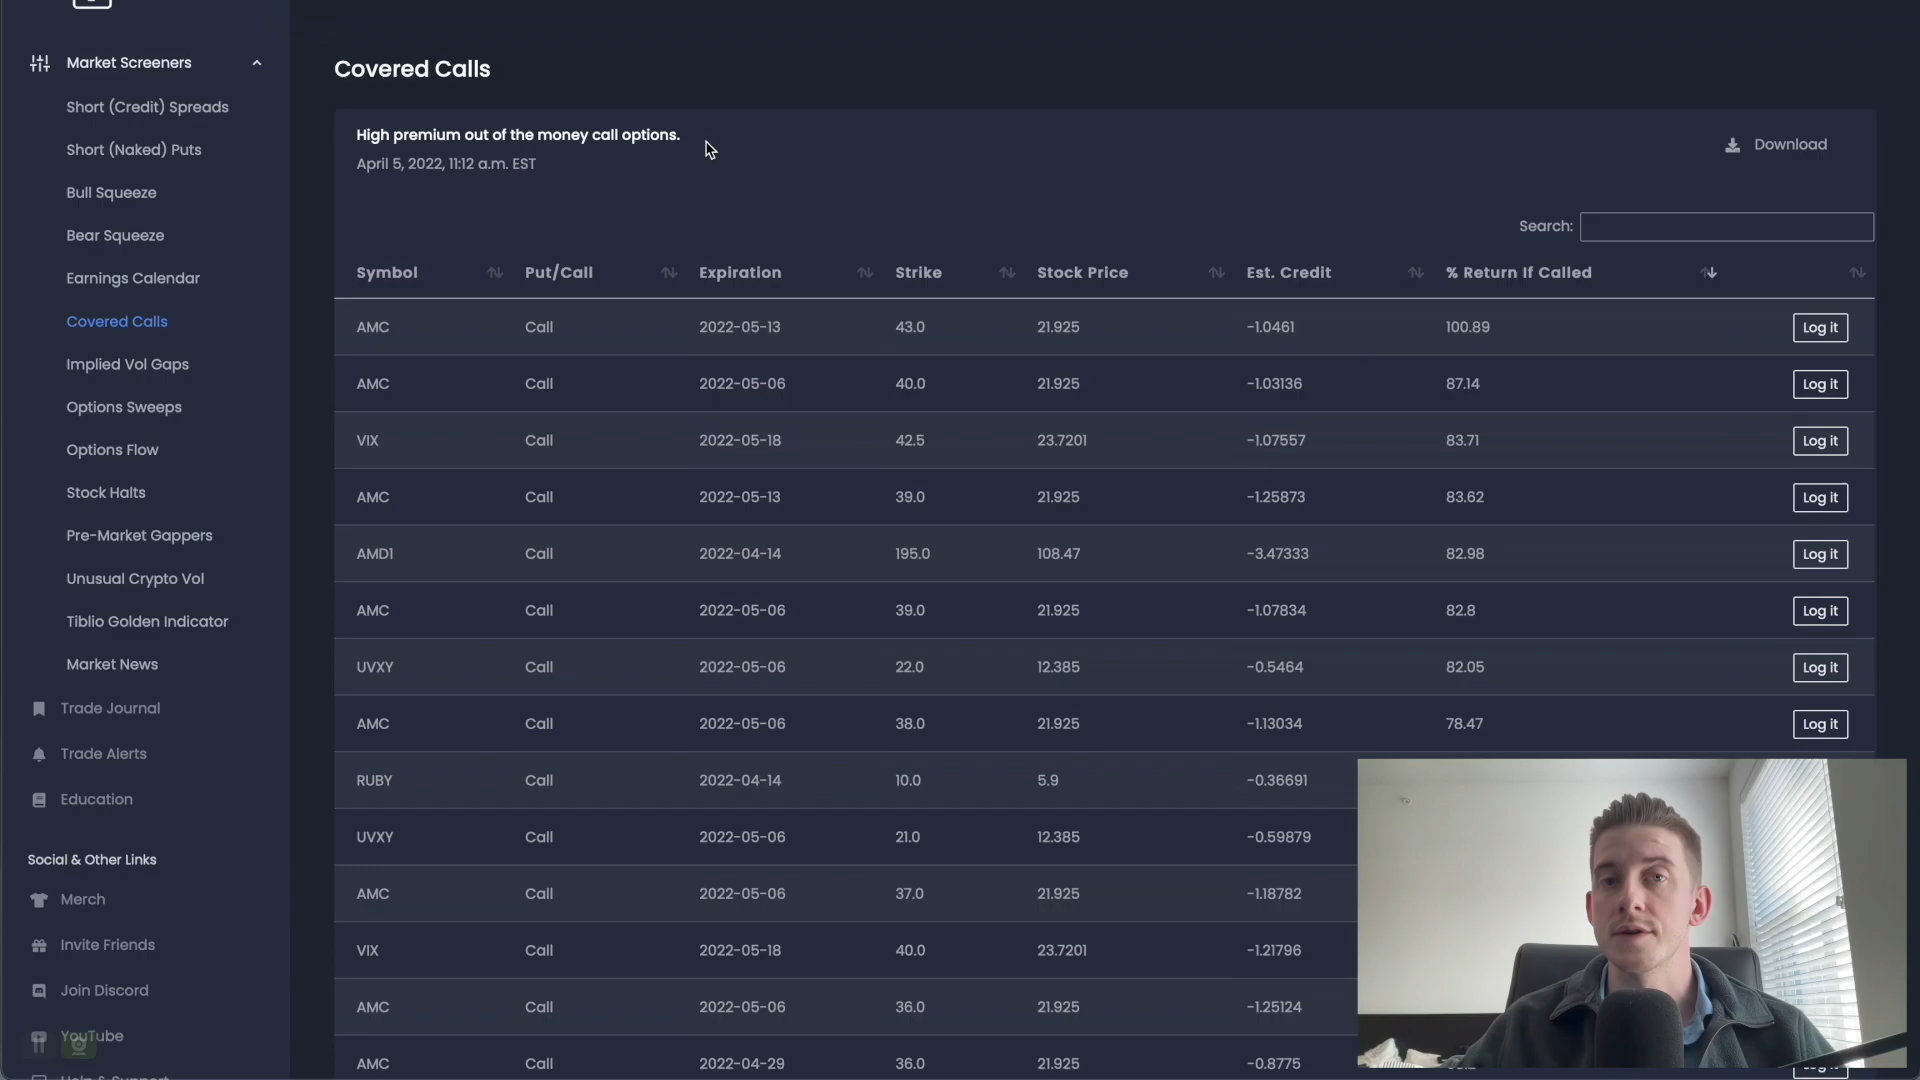 Market Screeners
Short (Credit) Spreads
Short (Naked) Puts
Bull Squeeze
Bear Squeeze
Earnings Calendar
Covered Calls
Implied Vol Gaps
Options Sweeps
Options Flow
Stock Halts
Pre-Market Gappers
Unusual Crypto Vol
Tiblio Golden Indicator
Market News
Trade Journal
Trade Alerts
Education
Social & Other Links
Merch
Invite Friends
Join Discord
YouTube
Help & Support
Covered Calls
High premium out of the money call options.
April 5, 2022, 11:12 a.m. EST
Download
Search:
Symbol Put/Call Expiration Strike Stock Price Est. Credit % Return If Called
AMC Call 2022-05-13 43.0 21.925 -1.0461 100.89 Log it
AMC Call 2022-05-06 40.0 21.925 -1.03136 87.14 Log it
VIX Call 2022-05-18 42.5 23.7201 -1.07557 83.71 Log it
AMC Call 2022-05-13 39.0 21.925 -1.25873 83.62 Log it
AMD1 Call 2022-04-14 195.0 108.47 -3.47333 82.98 Log it
AMC Call 2022-05-06 39.0 21.925 -1.07834 82.8 Log it
UVXY Call 2022-05-06 22.0 12.385 -0.5464 82.05 Log it
AMC Call 2022-05-06 38.0 21.925 -1.13034 78.47 Log it
RUBY Call 2022-04-14 10.0 5.9 -0.36691
UVXY Call 2022-05-06 21.0 12.385 -0.59879
AMC Call 2022-05-06 37.0 21.925 -1.18782
VIX Call 2022-05-18 40.0 23.7201 -1.21796
AMC Call 2022-05-06 36.0 21.925 -1.25124
AMC Call 2022-04-29 36.0 21.925 -0.8775